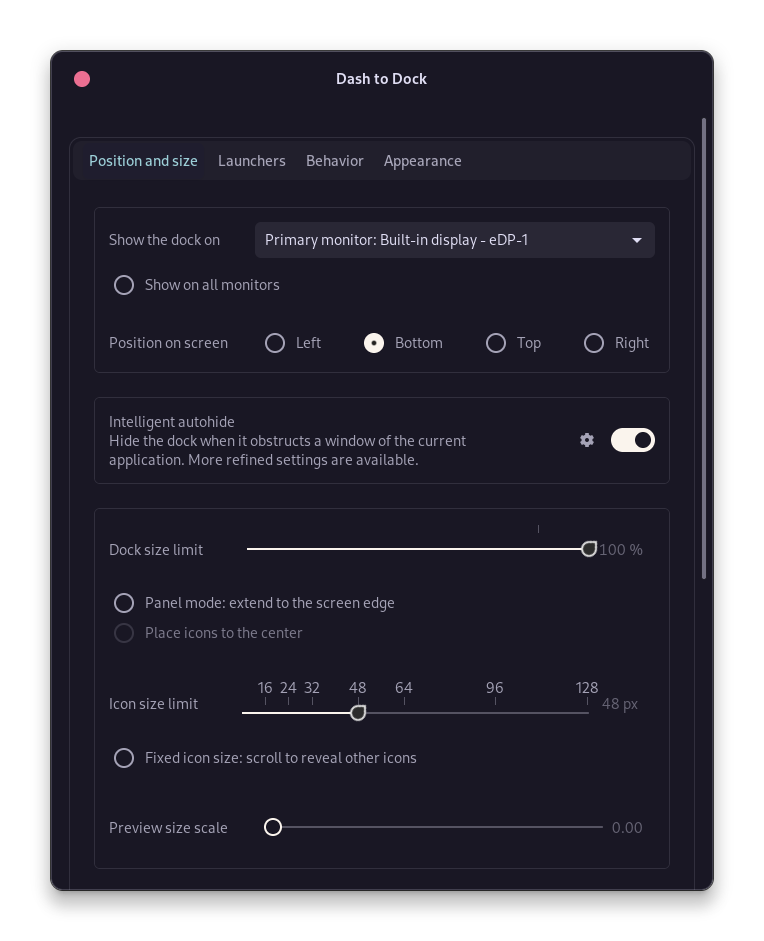 Dash to Dock
Position and size Launchers Behavior Appearance
Show the dock on Primary monitor: Built-in display - eDP-1
Show on all monitors
Position on screen Left Bottom Top Right
Intelligent autohide
Hide the dock when it obstructs a window of the current
application. More refined settings are available.
Dock size limit 100 %
Panel mode: extend to the screen edge
Place icons to the center
16 24 32 48 64 96 128
Icon size limit 48 px
Fixed icon size: scroll to reveal other icons
Preview size scale 0.00